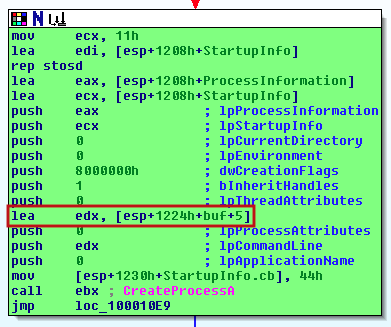 mov ecx, 11h
lea edi, [esp+1208h+StartupInfo]
rep stosd
lea eax, [esp+1208h+ProcessInformation]
lea ecx, [esp+1208h+StartupInfo]
push eax ; lpProcessInformation
push ecx ; lpStartupInfo
push 0 ; lpCurrentDirectory
push 0 ; lpEnvironment
push 8000000h ; dwCreationFlags
push 1 ; bInheritHandles
push 0 ; lpThreadAttributes
lea edx, [esp+1224h+buf+5]
push 0 ; lpProcessAttributes
push edx ; lpCommandLine
push 0 ; lpApplicationName
mov [esp+1230h+StartupInfo.cb], 44h
call ebx ; CreateProcessA
jmp loc_100010E9